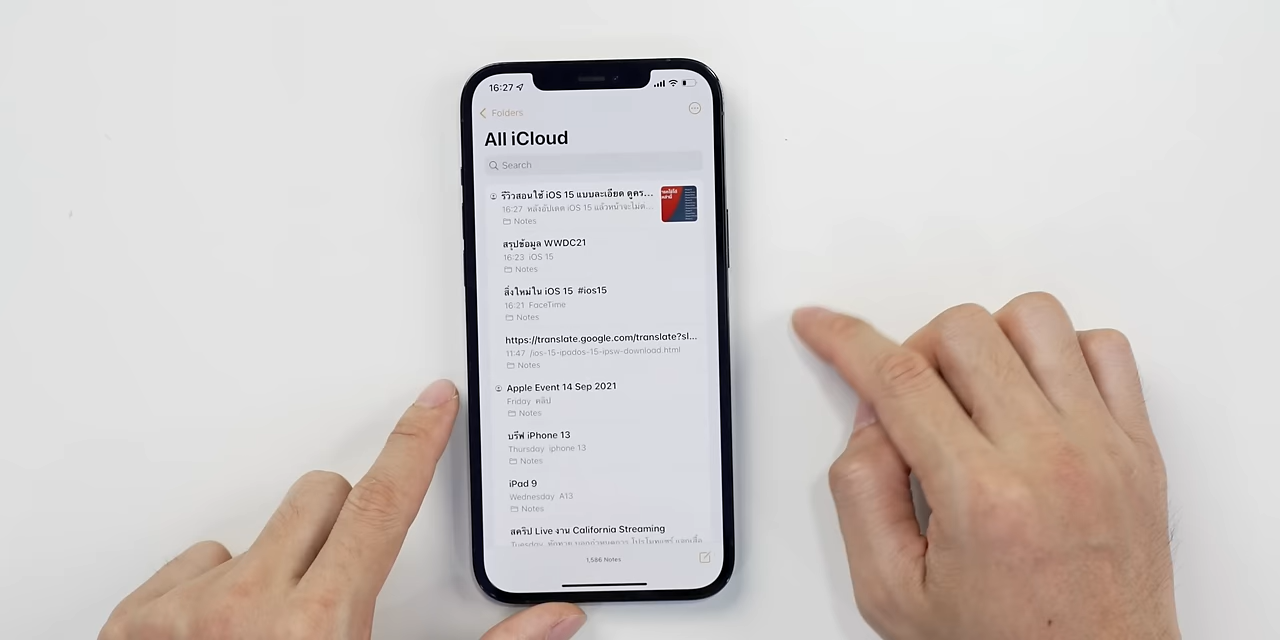 16:27
Folders
All iCloud
Search
รีวิวสอนใช้ iOS 15 แบบละเอียด ดูคร...
16:27 หลังอัปเดต iOS 15 แล้วหน้าจะไม่ต...
Notes
สรุปข้อมูล WWDC21
16:23 iOS 15
Notes
สิ่งใหม่ใน iOS 15 #ios15
16:21 FaceTime
Notes
https://translate.google.com/translate?sl...
11:47 /ios-15-ipados-15-ipsw-download.html
Notes
Apple Event 14 Sep 2021
Friday คลิป
Notes
บรีฟ iPhone 13
Thursday iphone 13
Notes
iPad 9
Wednesday A13
Notes
สคริป Live งาน California Streaming
Tuesday
1,586 Notes